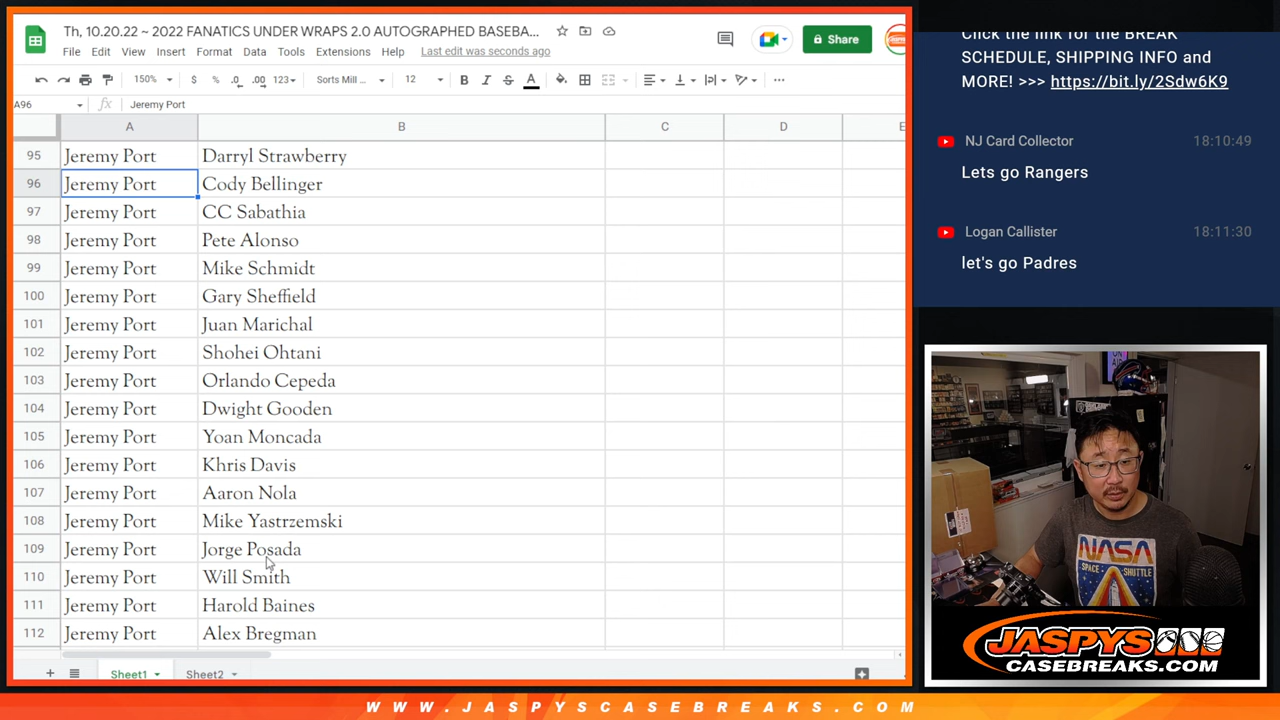 Th, 10.20.22 ~ 2022 FANATICS UNDER WRAPS 2.0 AUTOGRAPHED BASEBA...
File Edit View Insert Format Data Tools Extensions Help Last edit was seconds ago
Share
150% $ % .0 .00 123 Sorts Mill ... 12 B I S A
A96 fx Jeremy Port
A B C D E
95 Jeremy Port Darryl Strawberry
96 Jeremy Port Cody Bellinger
97 Jeremy Port CC Sabathia
98 Jeremy Port Pete Alonso
99 Jeremy Port Mike Schmidt
100 Jeremy Port Gary Sheffield
101 Jeremy Port Juan Marichal
102 Jeremy Port Shohei Ohtani
103 Jeremy Port Orlando Cepeda
104 Jeremy Port Dwight Gooden
105 Jeremy Port Yoan Moncada
106 Jeremy Port Khris Davis
107 Jeremy Port Aaron Nola
108 Jeremy Port Mike Yastrzemski
109 Jeremy Port Jorge Posada
110 Jeremy Port Will Smith
111 Jeremy Port Harold Baines
112 Jeremy Port Alex Bregman
Sheet1 Sheet2
Click the link for the BREAK
SCHEDULE, SHIPPING INFO and
MORE! >>> https://bit.ly/2Sdw6K9
NJ Card Collector 18:10:49
Lets go Rangers
Logan Callister 18:11:30
let's go Padres
NASA
SPACE SHUTTLE
JASPYS
CASEBREAKS.COM
WWW.JASPYSCASEBREAKS.COM